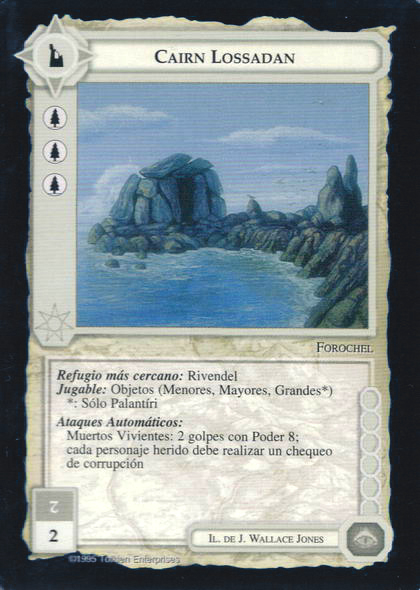 CAIRN LOSSADAN
FOROCHEL
Refugio más cercano: Rivendel
Jugable: Objetos (Menores, Mayores, Grandes*)
*: Sólo Palantíri
Ataques Automáticos:
Muertos Vivientes: 2 golpes con Poder 8;
cada personaje herido debe realizar un chequeo
de corrupción
2
2
IL. DE J. WALLACE JONES
©1995 Tolkien Enterprises